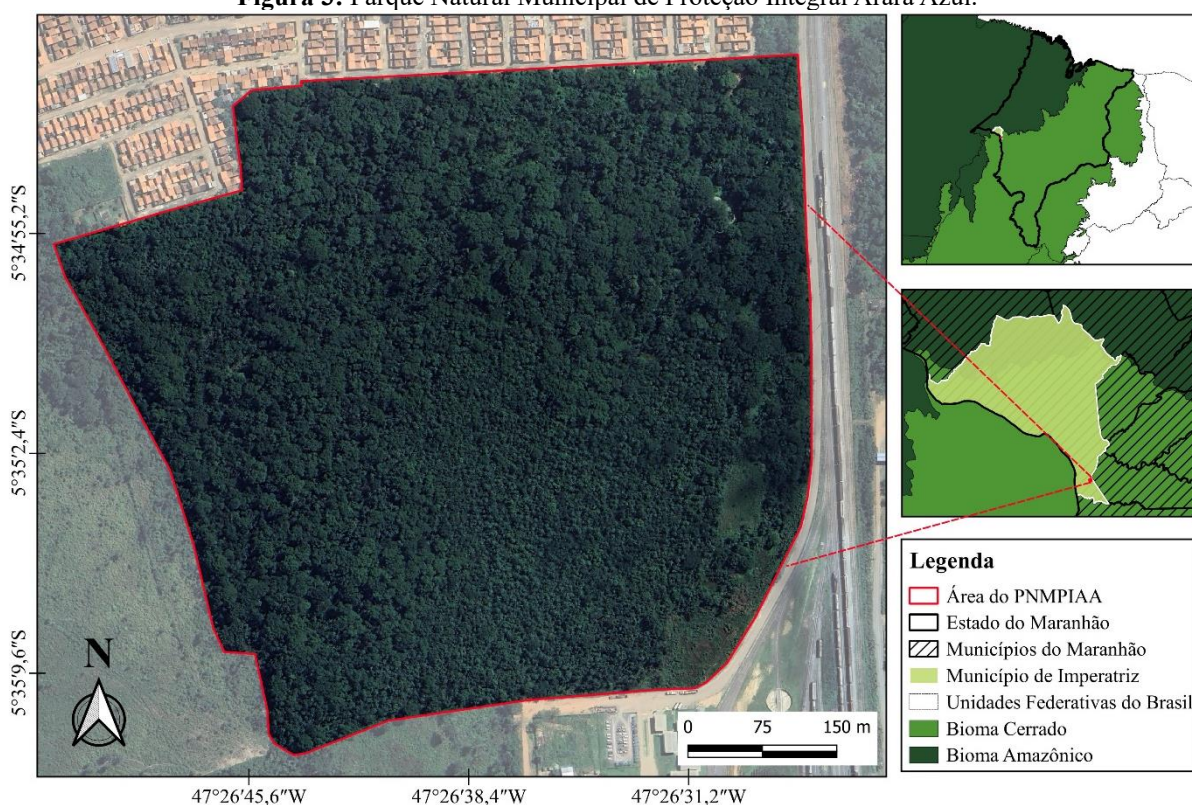 Figura 3: Parque Natural Municipal de Proteção Integral Arara Azul.
5°34'55,2"S
5°35'2,4"S
5°35'9,6"S
N
0 75 150 m
47°26'45,6"W 47°26'38,4"W 47°26'31,2"W
Legenda
Área do PNMPIAA
Estado do Maranhão
Municípios do Maranhão
Município de Imperatriz
Unidades Federativas do Brasil
Bioma Cerrado
Bioma Amazônico